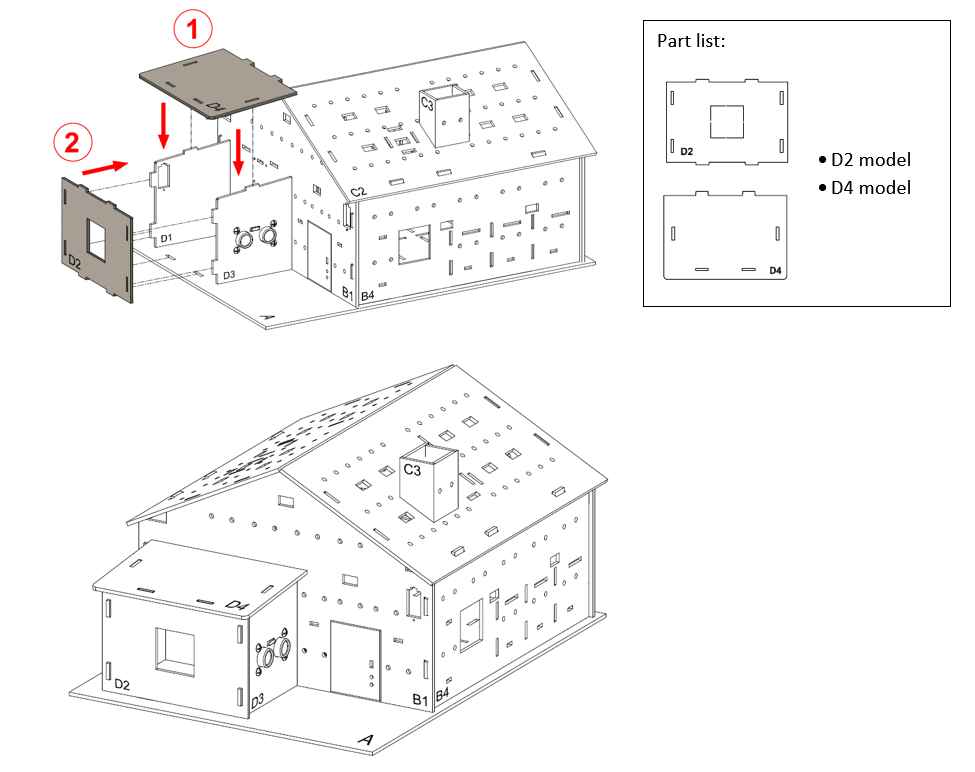 1
Part list:
D4
C3
2
D2
• D2 model
• D4 model
C2
D1
D2
D3
B1
B4
D4
A
C3
D4
D2
D3
B1
B4
A